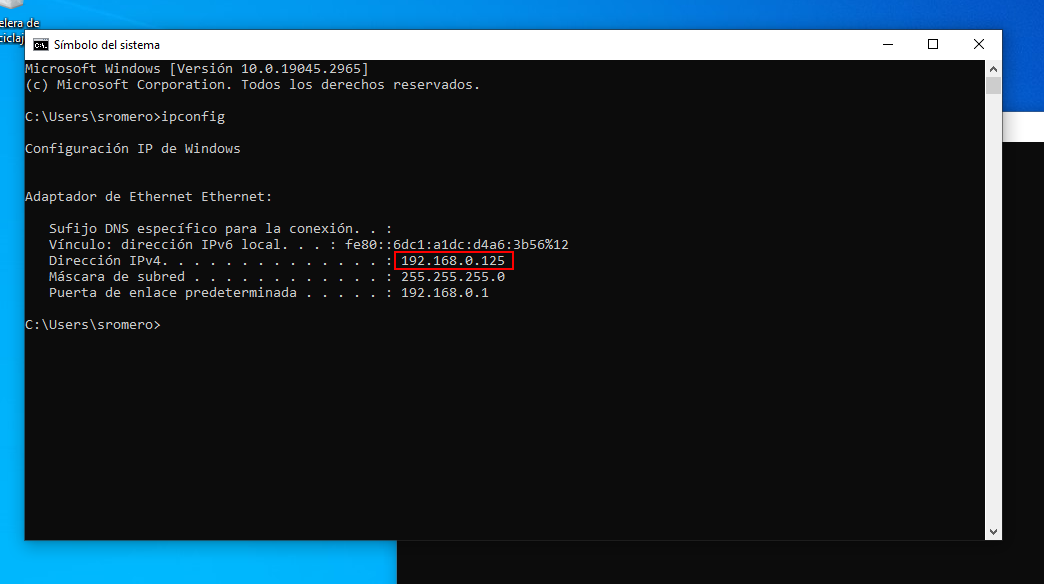 elera de
ciclaj
Símbolo del sistema
Microsoft Windows [Versión 10.0.19045.2965]
(c) Microsoft Corporation. Todos los derechos reservados.
C:\Users\sromero>ipconfig
Configuración IP de Windows
Adaptador de Ethernet Ethernet:
Sufijo DNS específico para la conexión. . :
Vínculo: dirección IPv6 local. . . : fe80::6dc1:a1dc:d4a6:3b56%12
Dirección IPv4. . . . . . . . . . . . . . : 192.168.0.125
Máscara de subred . . . . . . . . . . . . : 255.255.255.0
Puerta de enlace predeterminada . . . . . : 192.168.0.1
C:\Users\sromero>